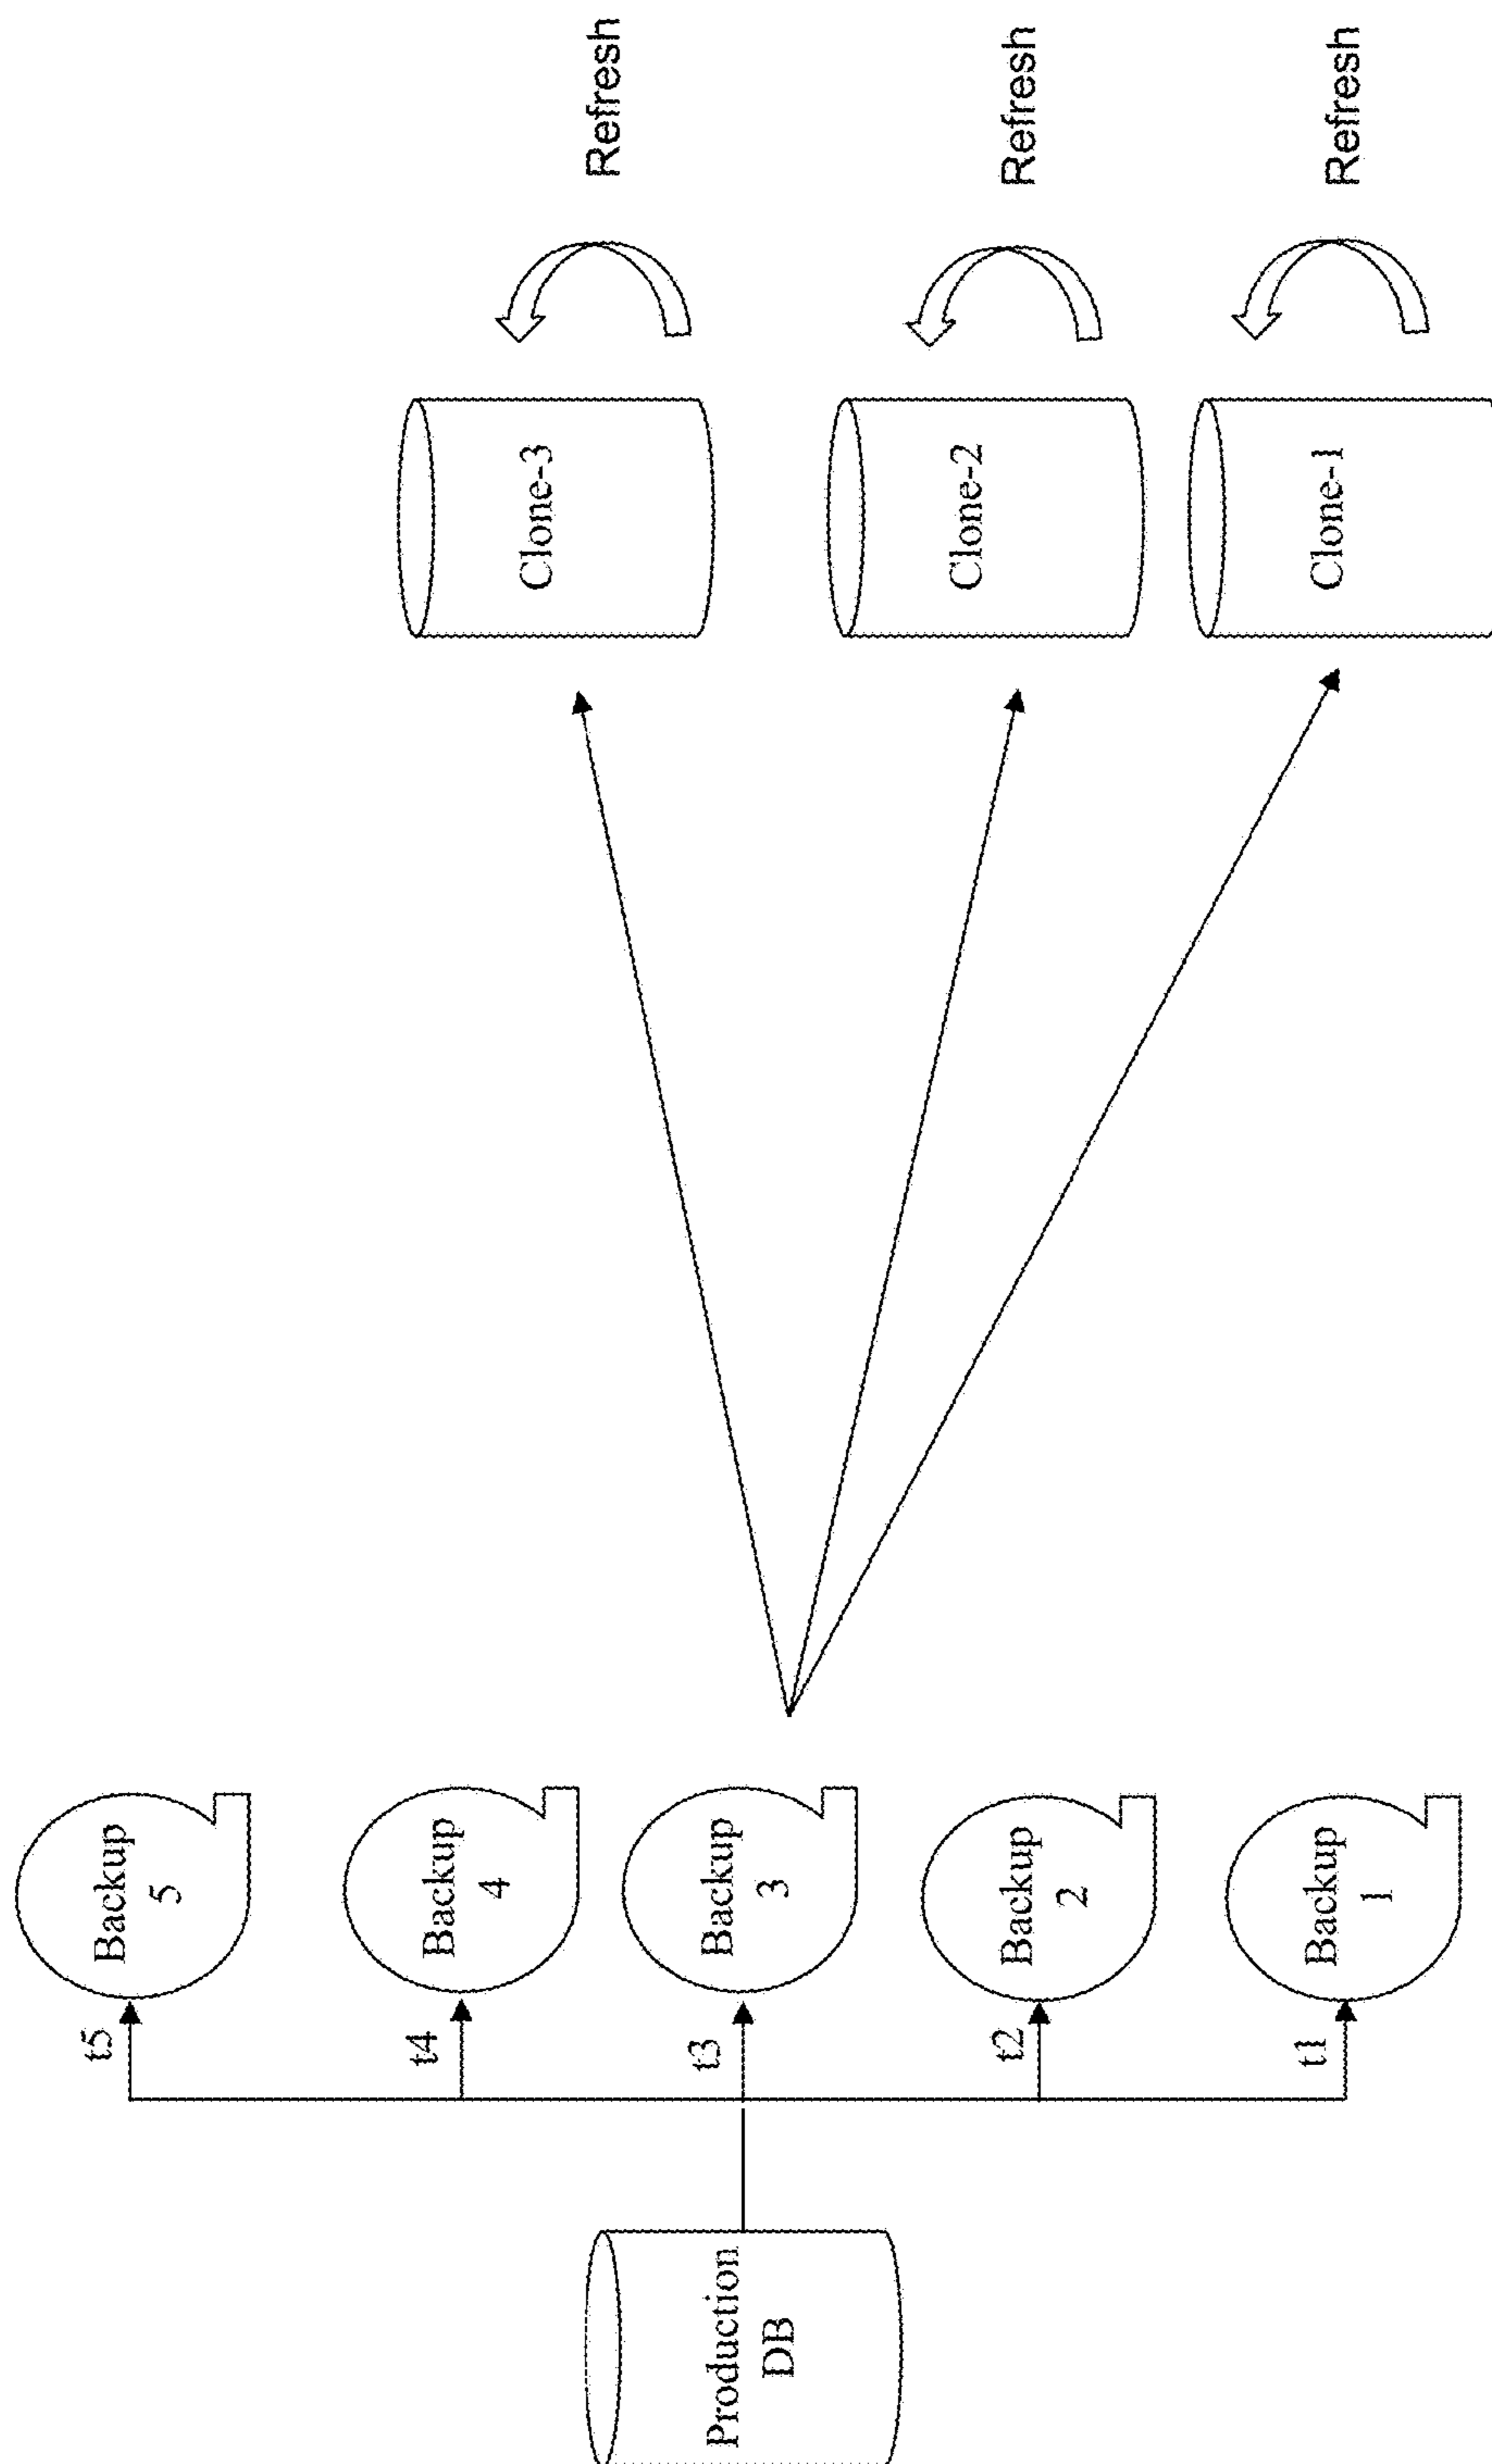 Production
DB
t5
Backup
5
t4
Backup
4
t3
Backup
3
t2
Backup
2
t1
Backup
1
Clone-3
Refresh
Clone-2
Refresh
Clone-1
Refresh